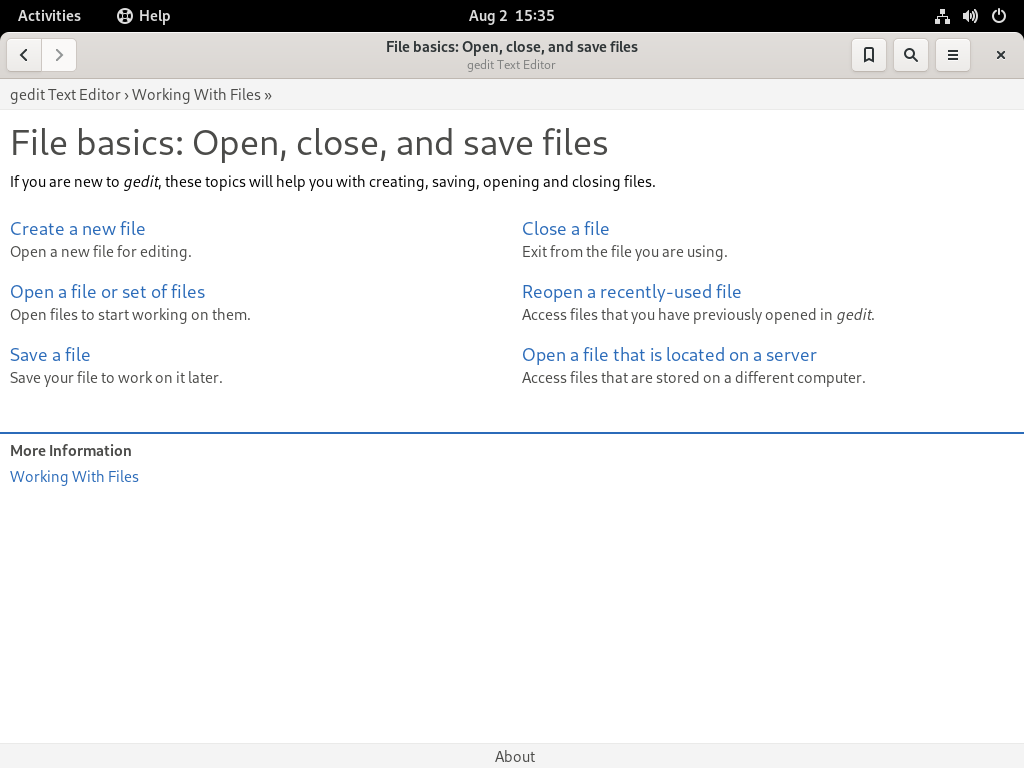 Activities Help Aug 2 15:35
File basics: Open, close, and save files
gedit Text Editor
gedit Text Editor › Working With Files »
File basics: Open, close, and save files
If you are new to gedit, these topics will help you with creating, saving, opening and closing files.
Create a new file
Open a new file for editing.
Open a file or set of files
Open files to start working on them.
Save a file
Save your file to work on it later.
Close a file
Exit from the file you are using.
Reopen a recently-used file
Access files that you have previously opened in gedit.
Open a file that is located on a server
Access files that are stored on a different computer.
More Information
Working With Files
About